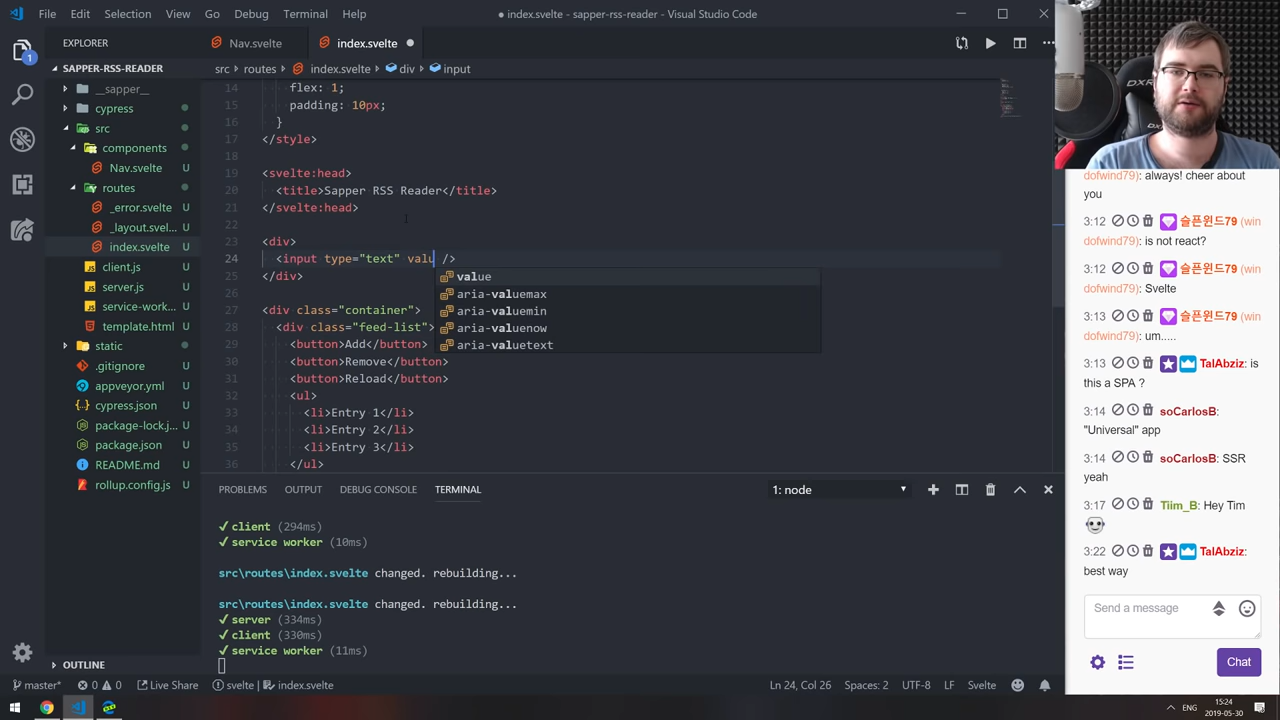 File Edit Selection View Go Debug Terminal Help
● index.svelte - sapper-rss-reader - Visual Studio Code
EXPLORER
Nav.svelte
index.svelte
1
SAPPER-RSS-READER
__sapper__
cypress
src
components
Nav.svelte U
routes
_error.svelte U
_layout.svel... U
index.svelte U
client.js U
server.js U
service-work... U
template.html U
static
.gitignore U
appveyor.yml U
cypress.json U
package-lock.j... U
package.json U
README.md U
rollup.config.js U
OUTLINE
src › routes › index.svelte › div › input
14 flex: 1;
15 padding: 10px;
16 }
17 </style>
18
19 <svelte:head>
20 <title>Sapper RSS Reader</title>
21 </svelte:head>
22
23 <div>
24 <input type="text" valu />
25 </div>
26
27 <div class="container">
28 <div class="feed-list">
29 <button>Add</button>
30 <button>Remove</button>
31 <button>Reload</button>
32 <ul>
33 <li>Entry 1</li>
34 <li>Entry 2</li>
35 <li>Entry 3</li>
36 </ul>
value
aria-valuemax
aria-valuemin
aria-valuenow
aria-valuetext
PROBLEMS OUTPUT DEBUG CONSOLE TERMINAL
1: node
✓ client (294ms)
✓ service worker (10ms)
src\routes\index.svelte changed. rebuilding...
src\routes\index.svelte changed. rebuilding...
✓ server (334ms)
✓ client (330ms)
✓ service worker (11ms)
master* 0 0 Live Share svelte | index.svelte
Ln 24, Col 26 Spaces: 2 UTF-8 LF Svelte
DXR
dofwind79): always! cheer about
you
3:12 슬픈윈드79 (win
dofwind79): is not react?
3:12 슬픈윈드79 (win
dofwind79): Svelte
3:13 슬픈윈드79 (win
dofwind79): um.....
3:13 TalAbziz: is
this a SPA ?
3:14 soCarlosB:
"Universal" app
3:14 soCarlosB: SSR
yeah
3:17 Tiim_B: Hey Tim
3:22 TalAbziz:
best way
Send a message
Chat
ENG
15:24
2019-05-30